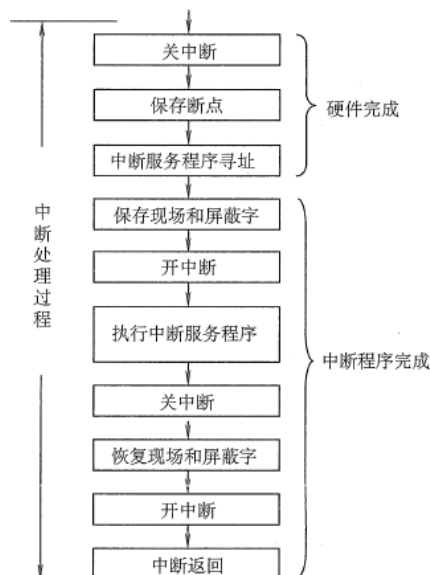 关中断
保存断点
硬件完成
中断服务程序寻址
保存现场和屏蔽字
中断处理过程
开中断
执行中断服务程序
中断程序完成
关中断
恢复现场和屏蔽字
开中断
中断返回